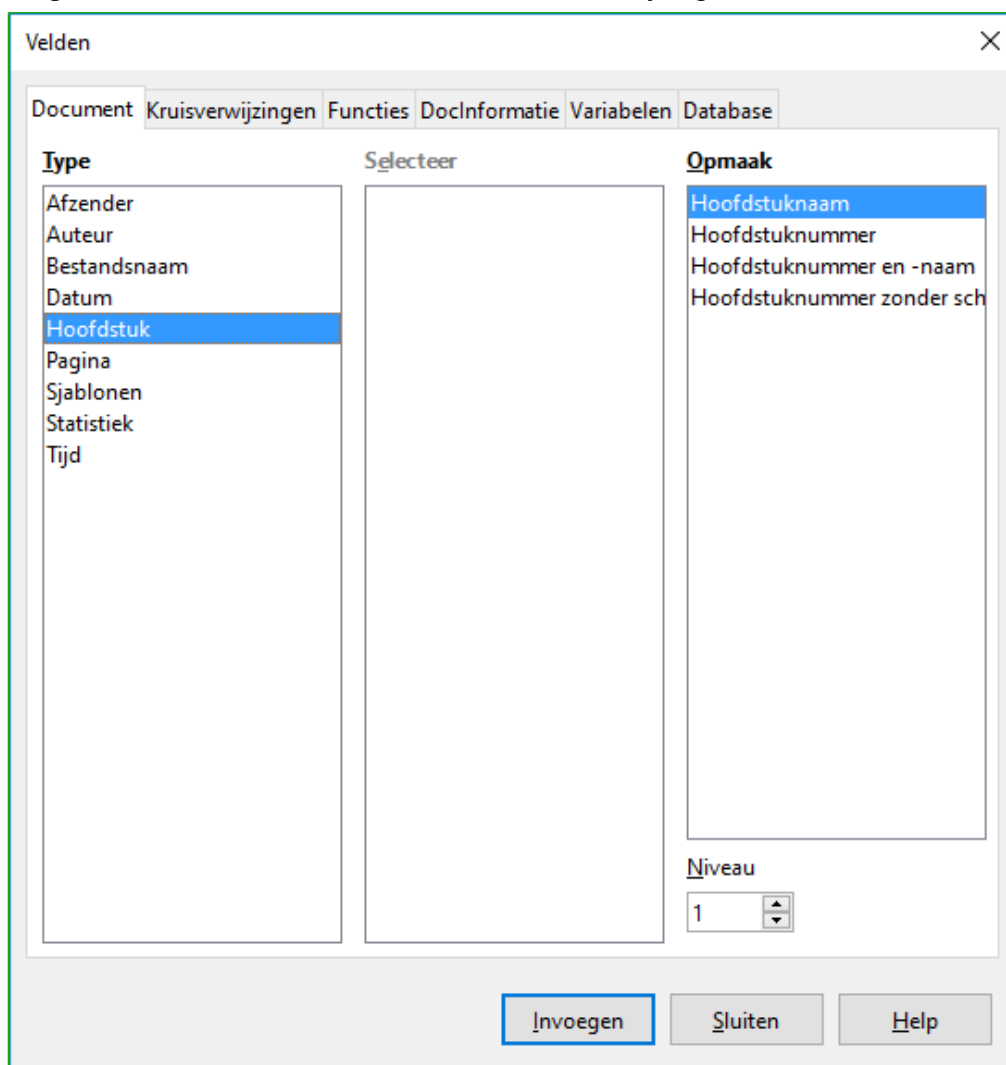 Velden
Document Kruisverwijzingen Functies DocInformatie Variabelen Database
Type Selecteer Opmaak
Afzender
Auteur
Bestandsnaam
Datum
Hoofdstuk
Pagina
Sjablonen
Statistiek
Tijd
Hoofdstuknaam
Hoofdstuknummer
Hoofdstuknummer en -naam
Hoofdstuknummer zonder sch
Niveau
1
Invoegen Sluiten Help